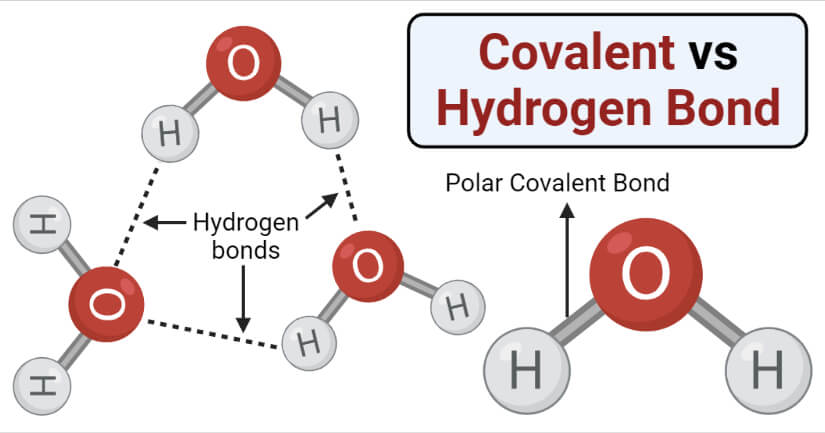 Covalent vs
Hydrogen Bond
O
H
H
Hydrogen
bonds
H
O
H
O
H
H
Polar Covalent Bond
O
H
H